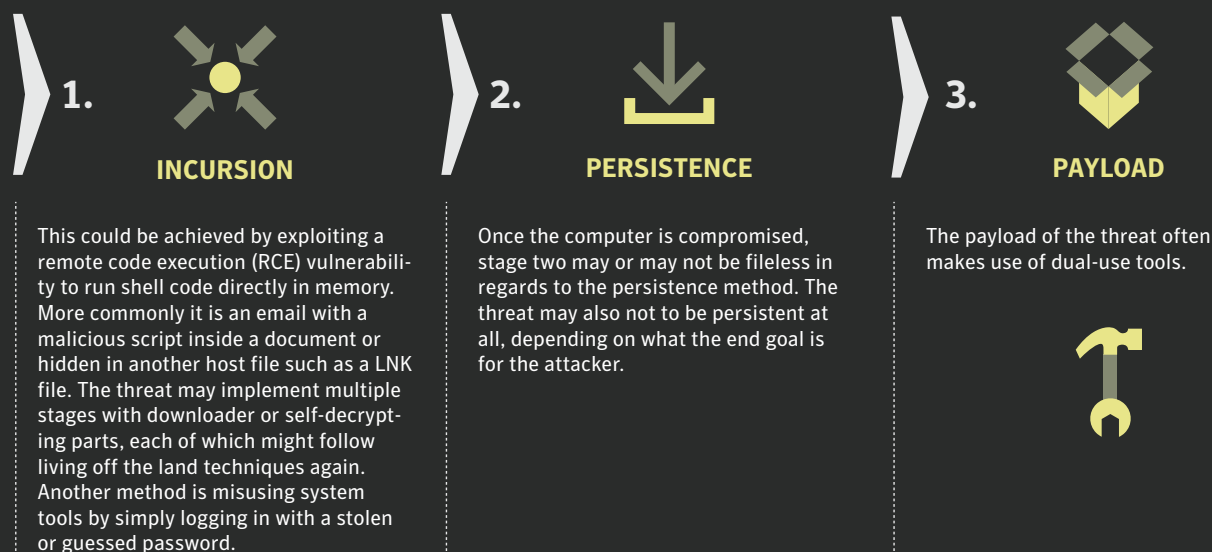 1.
INCURSION
This could be achieved by exploiting a
remote code execution (RCE) vulnerabili-
ty to run shell code directly in memory.
More commonly it is an email with a
malicious script inside a document or
hidden in another host file such as a LNK
file. The threat may implement multiple
stages with downloader or self-decrypt-
ing parts, each of which might follow
living off the land techniques again.
Another method is misusing system
tools by simply logging in with a stolen
or guessed password.
2.
PERSISTENCE
Once the computer is compromised,
stage two may or may not be fileless in
regards to the persistence method. The
threat may also not to be persistent at
all, depending on what the end goal is
for the attacker.
3.
PAYLOAD
The payload of the threat often
makes use of dual-use tools.